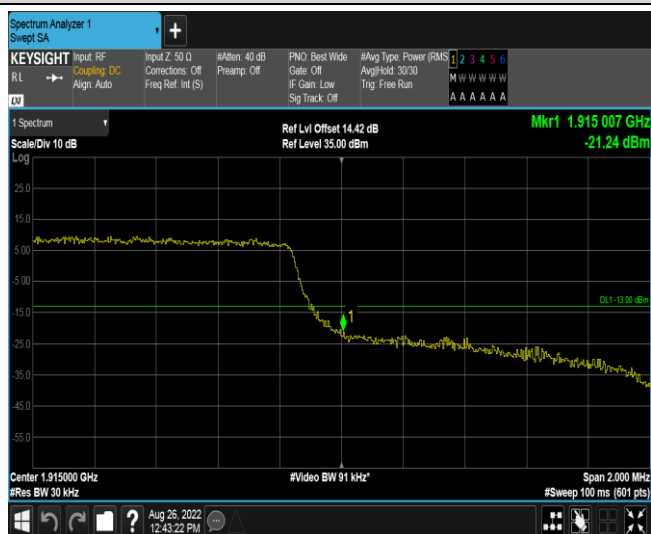 Spectrum Analyzer 1
Swept SA
+
KEYSIGHT
RL
LXI
Input: RF
Coupling: DC
Align: Auto
Input Z: 50 Ω
Corrections: Off
Freq Ref: Int (S)
#Atten: 40 dB
Preamp: Off
PNO: Best Wide
Gate: Off
IF Gain: Low
Sig Track: Off
#Avg Type: Power (RMS
Avg|Hold: 30/30
Trig: Free Run
1 2 3 4 5 6
M W W W W W
A A A A A A
1 Spectrum
Scale/Div 10 dB
Log
Ref Lvl Offset 14.42 dB
Ref Level 35.00 dBm
Mkr1 1.915 007 GHz
-21.24 dBm
25.0
15.0
5.00
-5.00
DL1 -13.00 dBm
-15.0
1
-25.0
-35.0
-45.0
-55.0
Center 1.915000 GHz
#Video BW 91 kHz*
Span 2.000 MHz
#Res BW 30 kHz
#Sweep 100 ms (601 pts)
?
Aug 26, 2022
12:43:22 PM